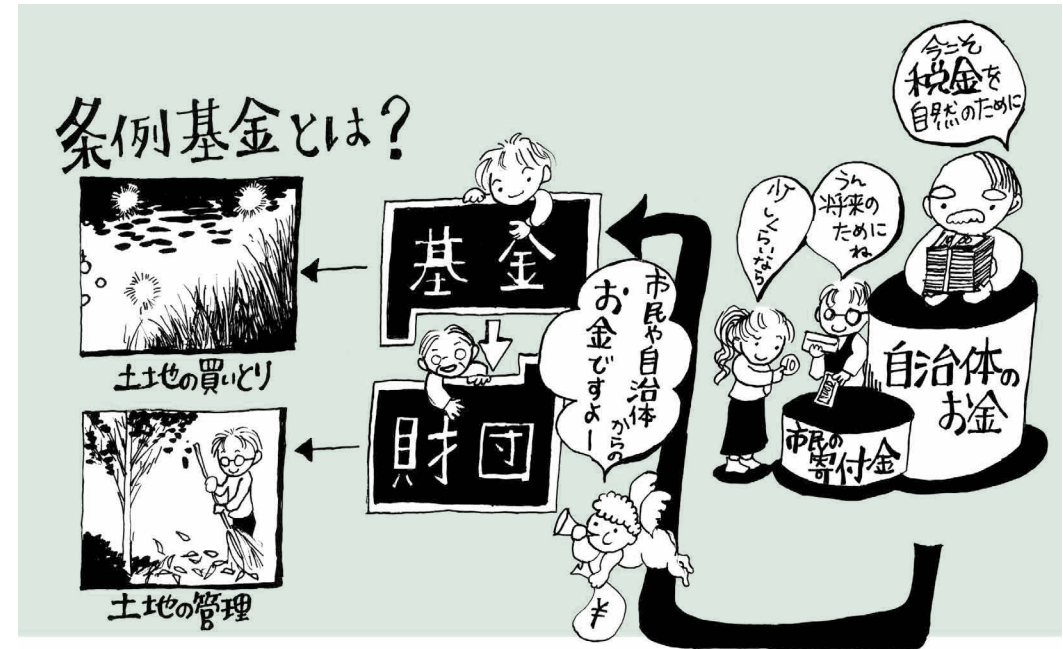 条例基金とは？
土地の買いとり
土地の管理
基金
財団
市民や自治体
からの
お金ですよー
¥
少しくらいなら
うん
将来の
ために
ね
今こそ
税金を
自然のために
自治体の
お金
市民の
寄付金